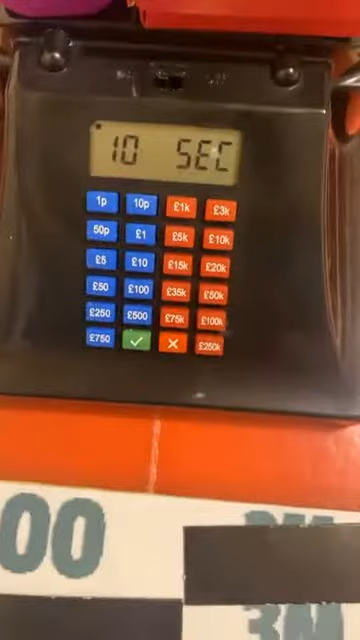 10 SEC
1p 10p £1k £3k
50p £1 £5k £10k
£5 £10 £15k £20k
£50 £100 £35k £50k
£250 £500 £75k £100k
£750 ✓ X £250k
00